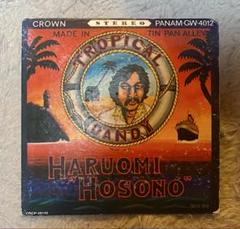 CROWN STEREO PANAM-GW-4012
MADE IN TIN PAN ALLEY
TROPICAL
DANDY
HARUOMI
"HOSONO"